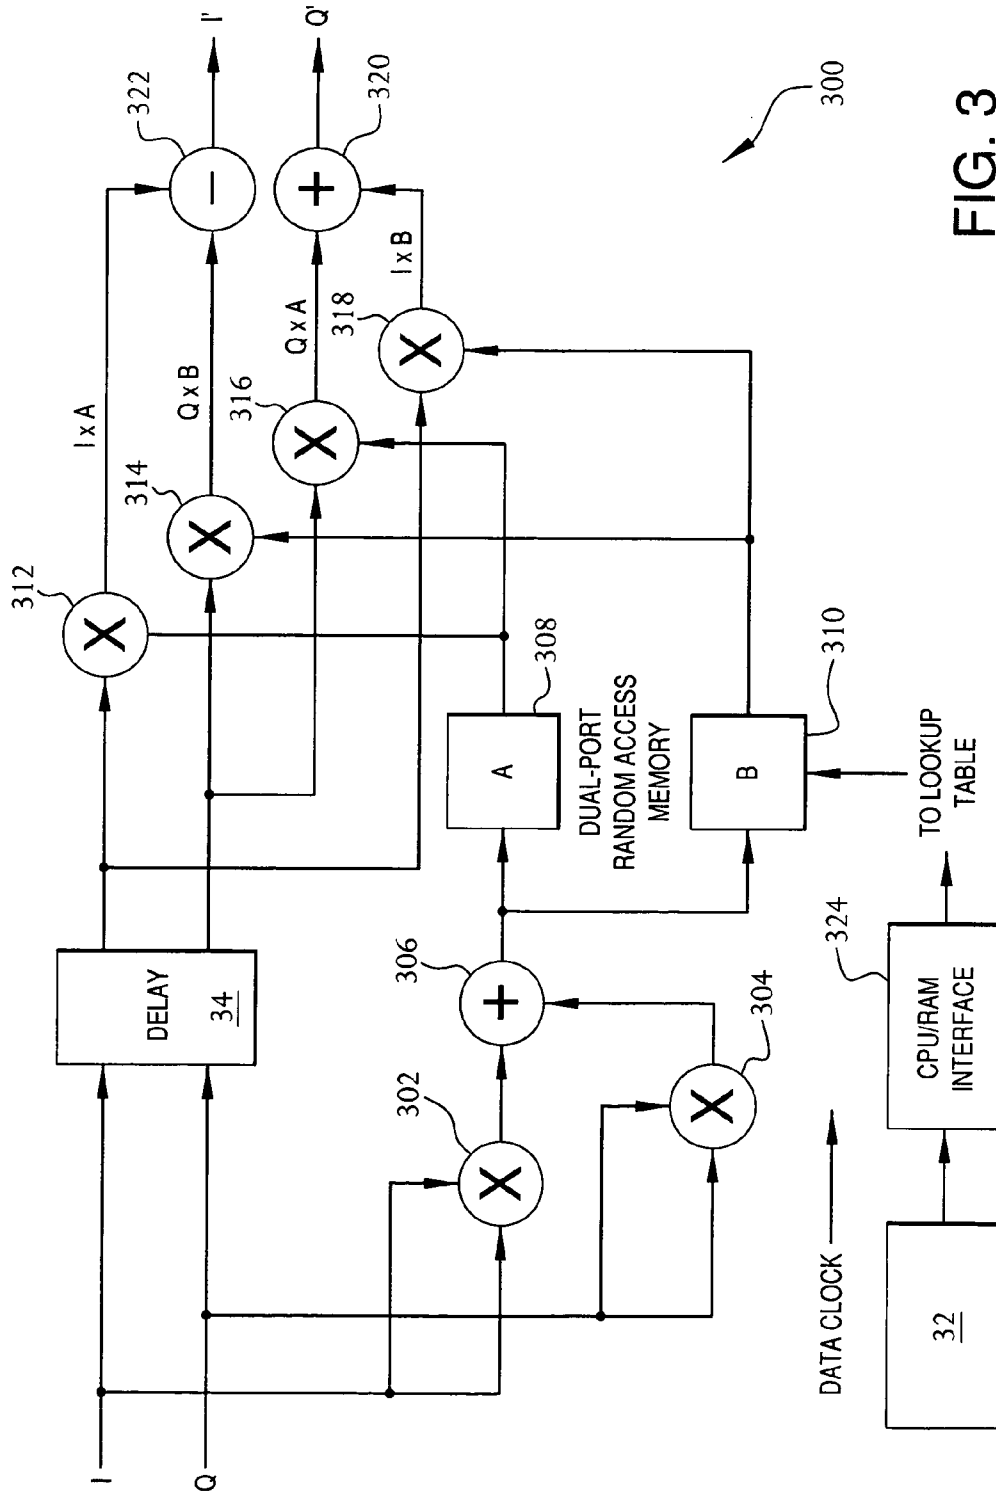 I
Q
DELAY
34
I'
Q'
322
320
I x A
Q x B
Q x A
I x B
312
314
316
318
X
X
X
X
−
+
302
X
304
X
306
+
A
308
DUAL-PORT
RANDOM ACCESS
MEMORY
B
310
TO LOOKUP
TABLE
324
CPU/RAM
INTERFACE
DATA CLOCK
32
300
FIG. 3